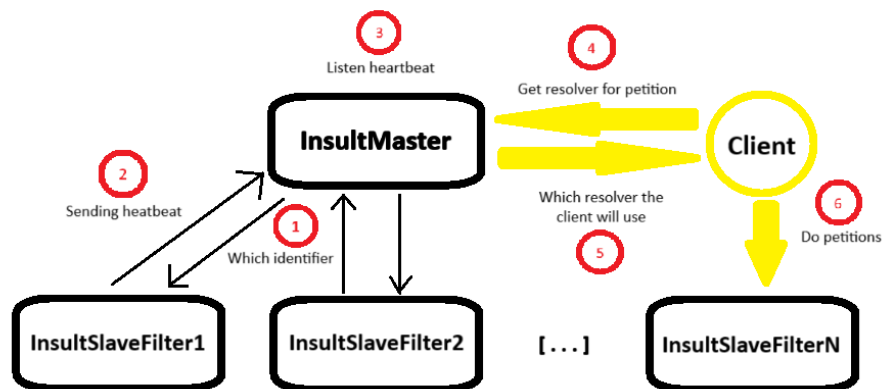 3
Listen heartbeat
4
Get resolver for petition
InsultMaster
Client
2
Sending heatbeat
1
Which identifier
Which resolver the
client will use
5
6
Do petitions
InsultSlaveFilter1
InsultSlaveFilter2
[...]
InsultSlaveFilterN